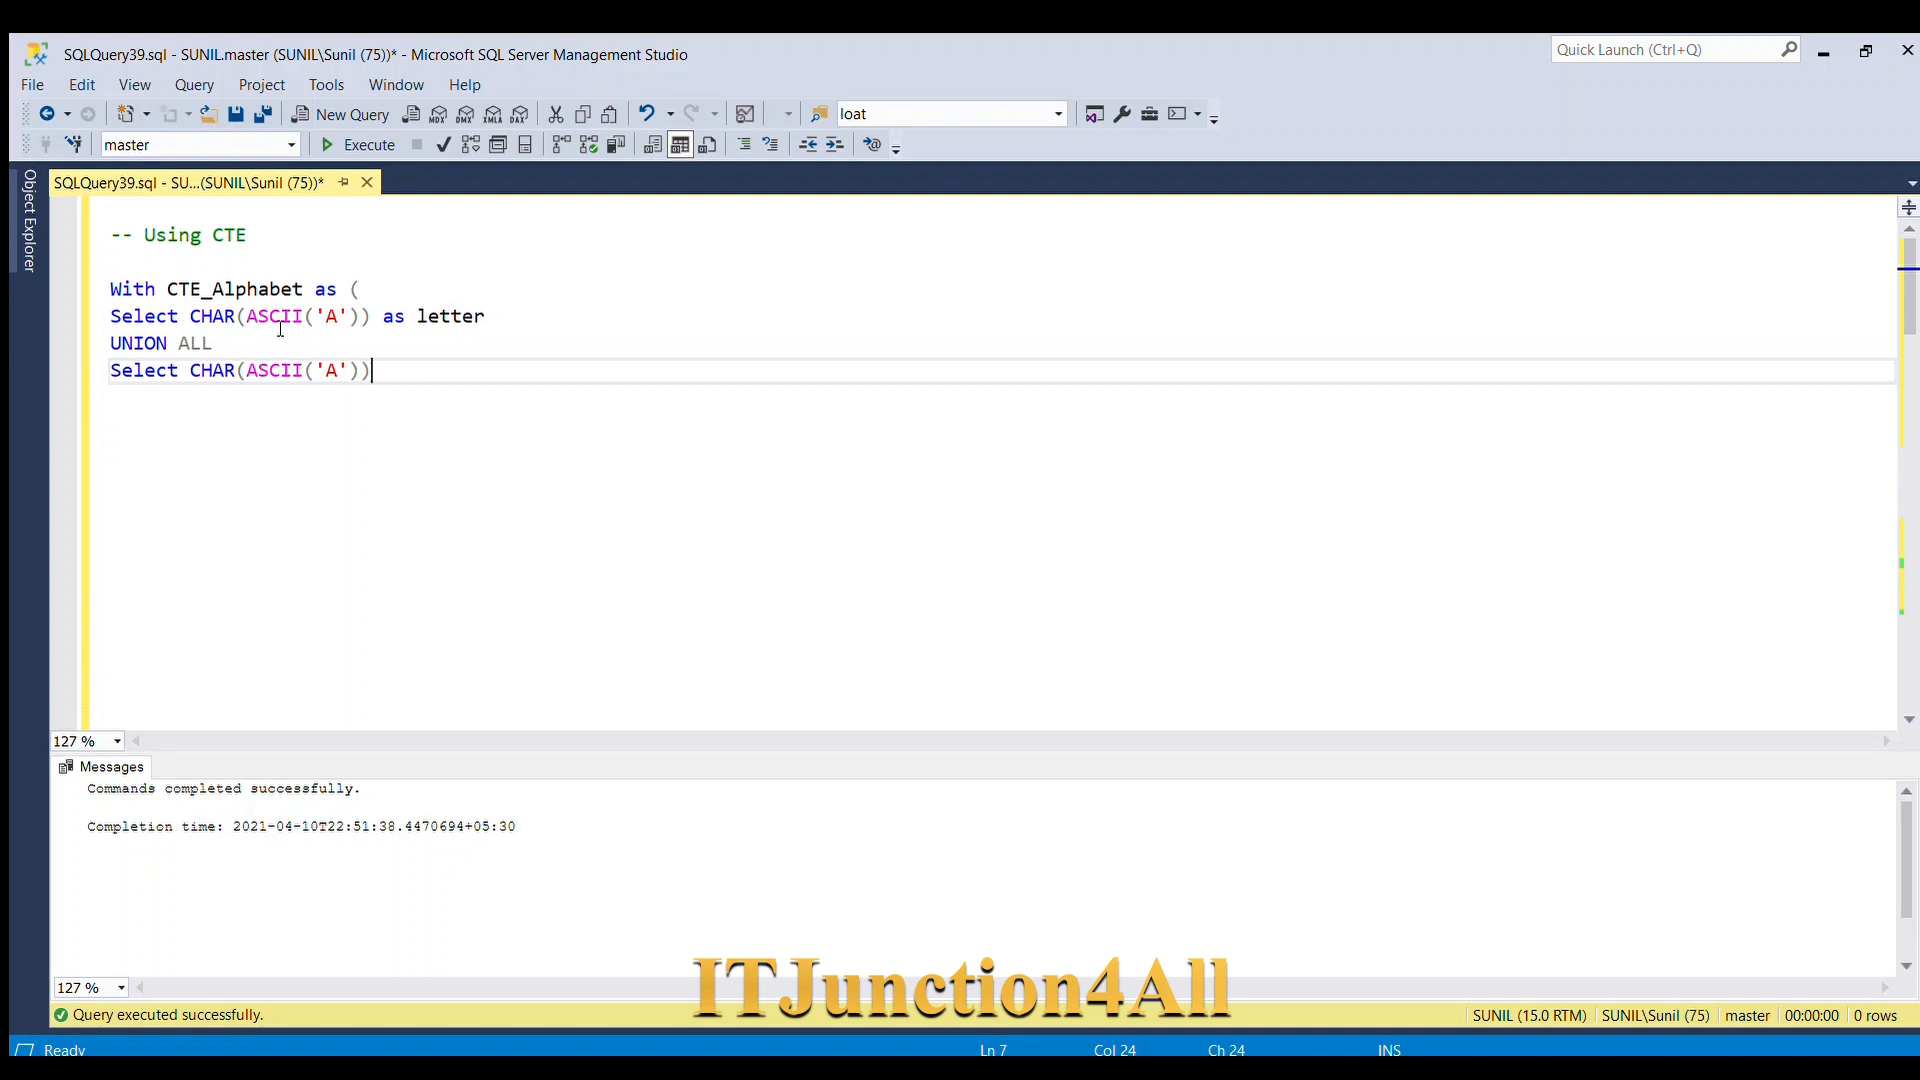 SQLQuery39.sql - SUNIL.master (SUNIL\Sunil (75))* - Microsoft SQL Server Management Studio
Quick Launch (Ctrl+Q)
File Edit View Query Project Tools Window Help
New Query
MDX DMX XMLA DAX
loat
master
Execute
Object Explorer
SQLQuery39.sql - SU...(SUNIL\Sunil (75))*
-- Using CTE
With CTE_Alphabet as (
Select CHAR(ASCII('A')) as letter
UNION ALL
Select CHAR(ASCII('A'))
127 %
Messages
Commands completed successfully.
Completion time: 2021-04-10T22:51:38.4470694+05:30
127 %
ITJunction4All
Query executed successfully.
SUNIL (15.0 RTM) SUNIL\Sunil (75) master 00:00:00 0 rows
Ready
Ln 7 Col 24 Ch 24 INS